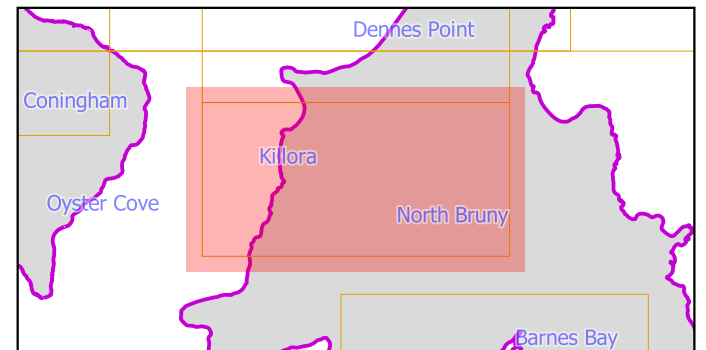 Dennes Point
Coningham
Killora
Oyster Cove
North Bruny
Barnes Bay